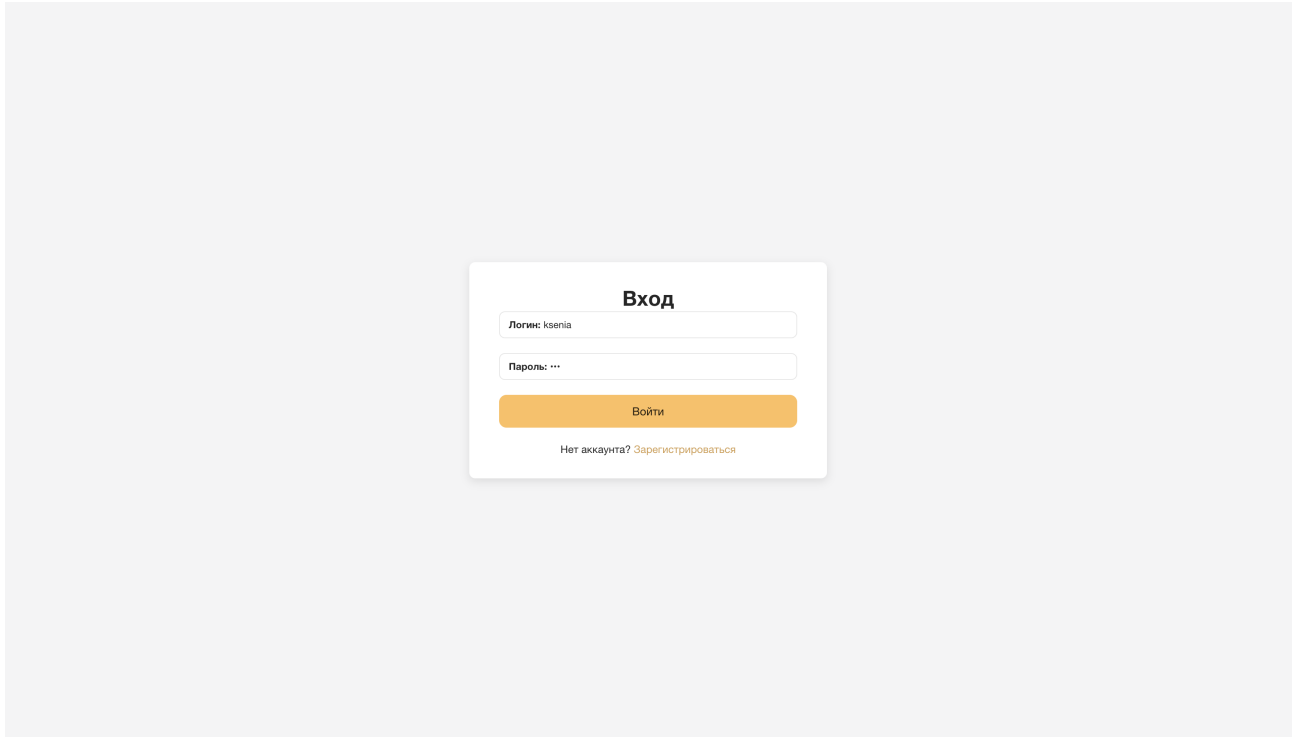 Вход
Логин: ksenia
Пароль: •••
Войти
Нет аккаунта? Зарегистрироваться